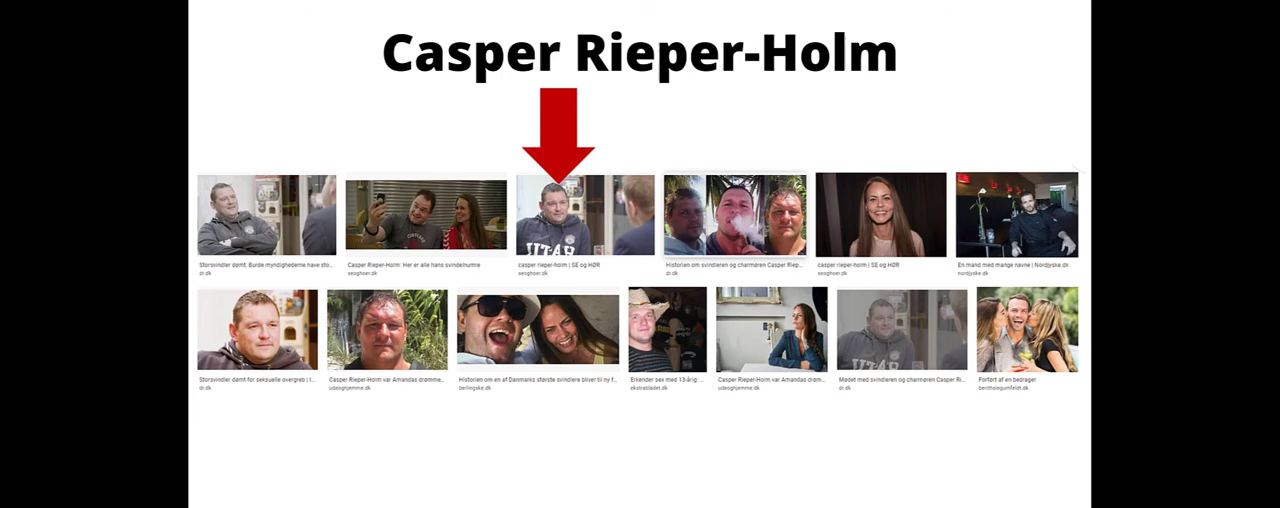 Casper Rieper-Holm
UTAH
Storsvindler dømt: Burde myndighederne have sto...
dr.dk
Casper Rieper-Holm: Her er alle hans svindelnumre
seoghoer.dk
casper rieper-holm | SE og HØR
seoghoer.dk
Historien om svindleren og charmøren Casper Riep...
dr.dk
casper rieper-holm | SE og HØR
seoghoer.dk
En mand med mange navne | Nordjyske.dk
nordjyske.dk
Storsvindler dømt for seksuelle overgreb | I...
dr.dk
Casper Rieper-Holm var Amandas drømme...
udeoghjemme.dk
Historien om en af Danmarks største svindlere bliver til ny f...
berlingske.dk
Erkender sex med 13-årig: ...
ekstrabladet.dk
Casper Rieper-Holm var Amandas drøm...
udeoghjemme.dk
Mødet med svindleren og charmøren Casper Ri...
dr.dk
Forført af en bedrager